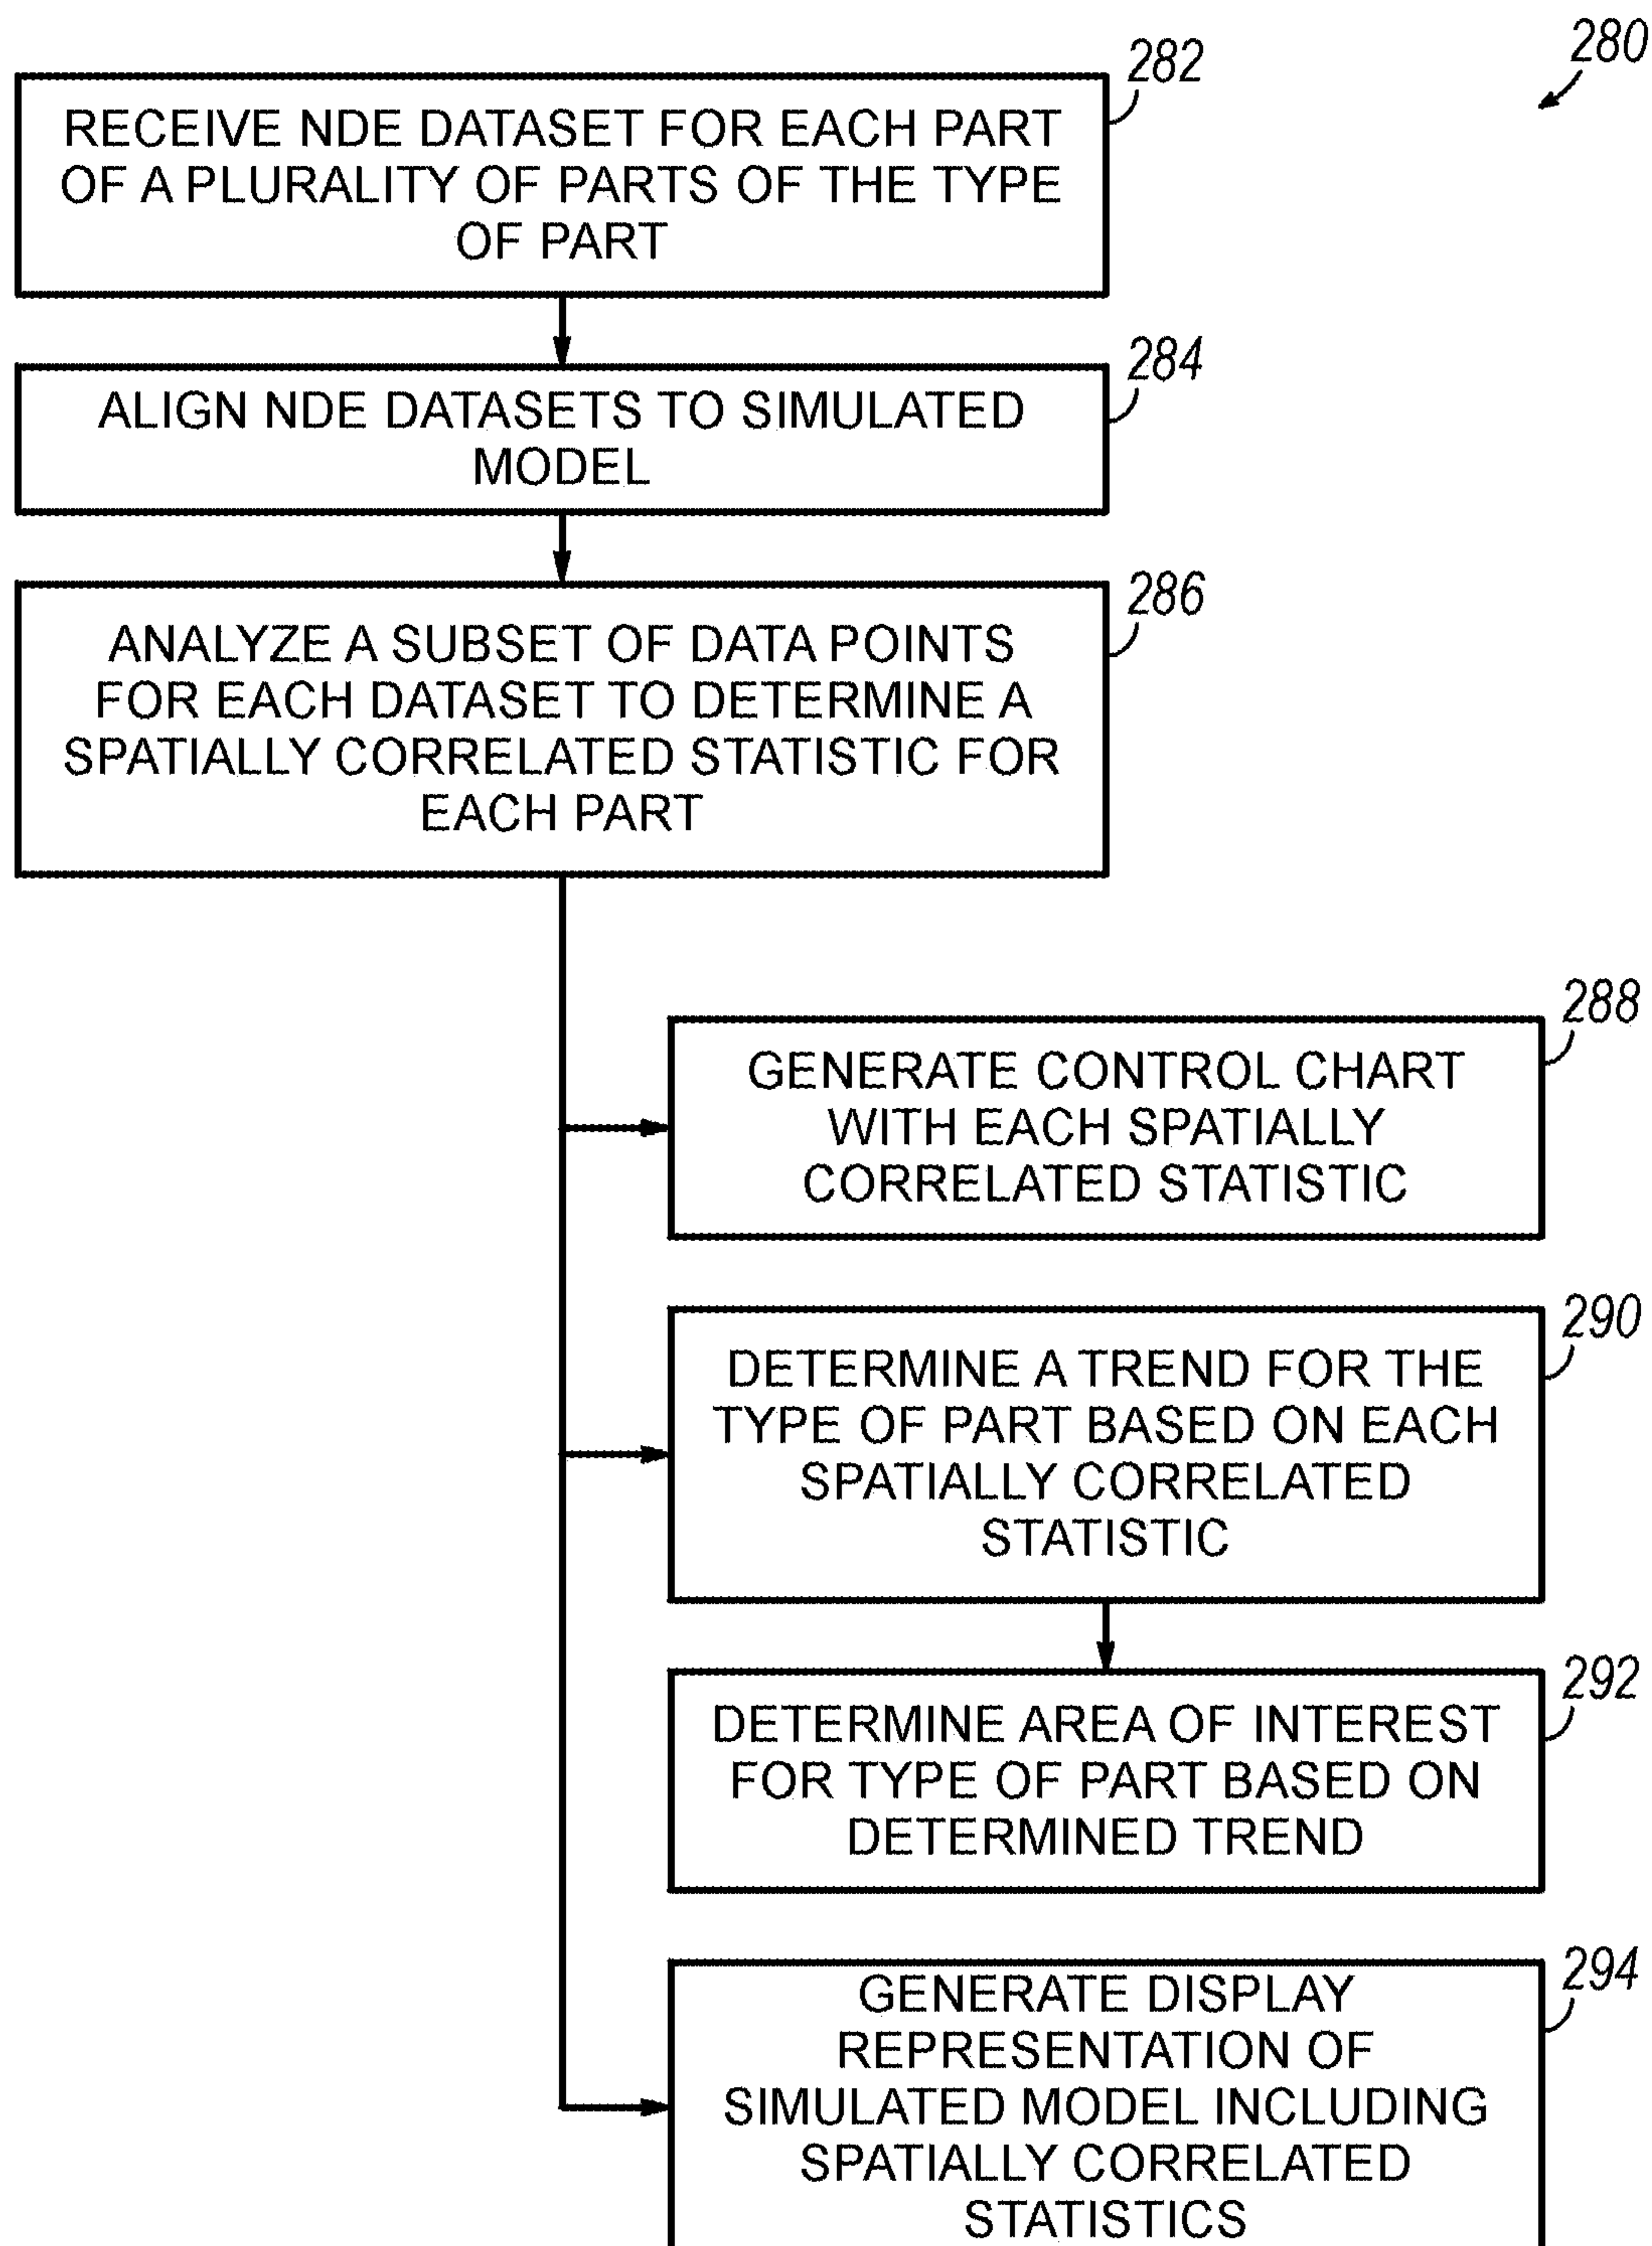 280
282
RECEIVE NDE DATASET FOR EACH PART
OF A PLURALITY OF PARTS OF THE TYPE
OF PART
284
ALIGN NDE DATASETS TO SIMULATED
MODEL
286
ANALYZE A SUBSET OF DATA POINTS
FOR EACH DATASET TO DETERMINE A
SPATIALLY CORRELATED STATISTIC FOR
EACH PART
288
GENERATE CONTROL CHART
WITH EACH SPATIALLY
CORRELATED STATISTIC
290
DETERMINE A TREND FOR THE
TYPE OF PART BASED ON EACH
SPATIALLY CORRELATED
STATISTIC
292
DETERMINE AREA OF INTEREST
FOR TYPE OF PART BASED ON
DETERMINED TREND
294
GENERATE DISPLAY
REPRESENTATION OF
SIMULATED MODEL INCLUDING
SPATIALLY CORRELATED
STATISTICS